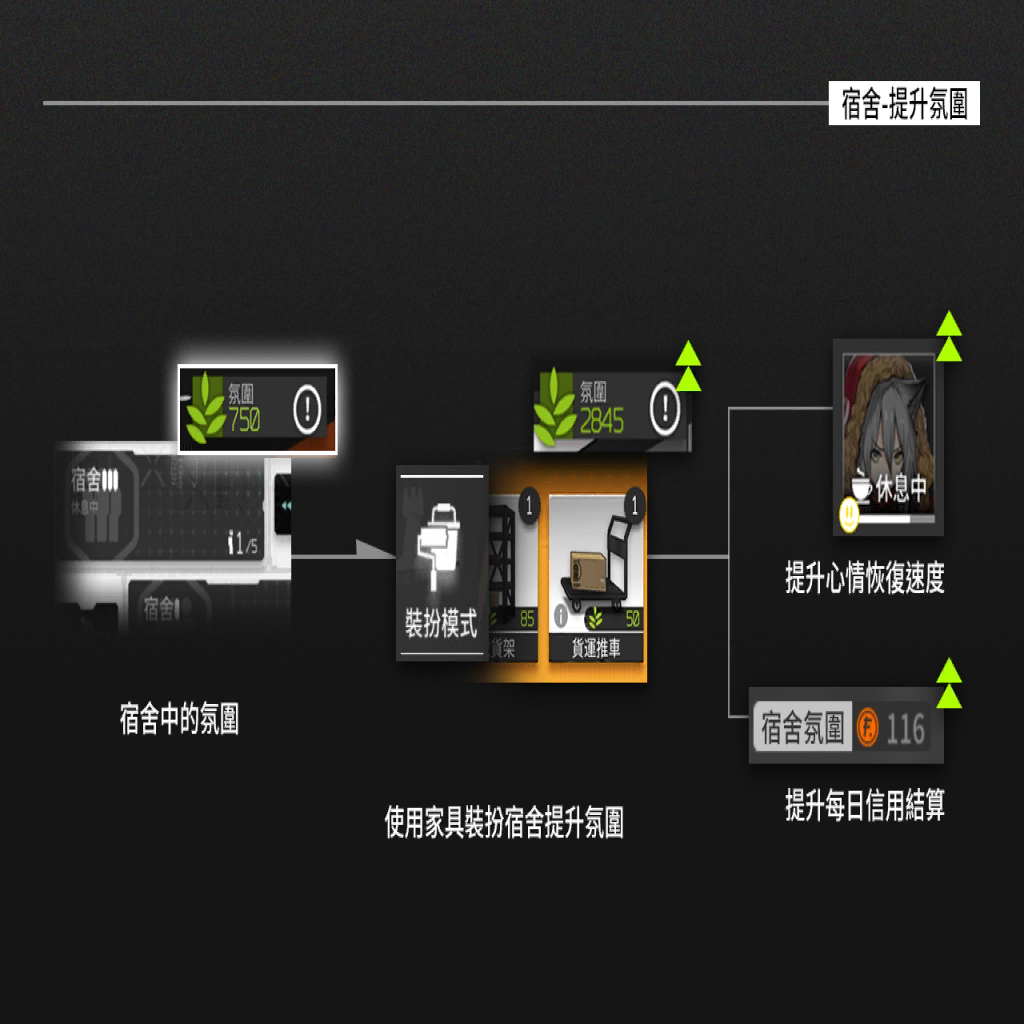 宿舍-提升氛圍
氛圍
750
宿舍
休息中
1/5
宿舍
宿舍中的氛圍
氛圍
2845
裝扮模式
1
85
貨架
1
50
貨運推車
使用家具裝扮宿舍提升氛圍
休息中
提升心情恢復速度
宿舍氛圍 116
提升每日信用結算